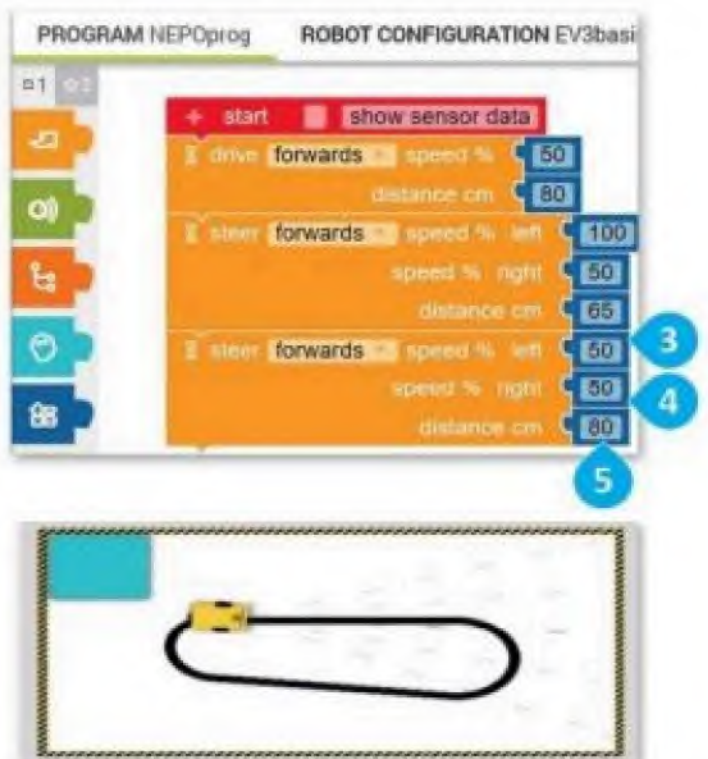 PROGRAM NEPOprog ROBOT CONFIGURATION EV3basi
1 2
+ start show sensor data
drive forwards speed % 50
distance cm 80
steer forwards speed % left 100
speed % right 50
distance cm 65
steer forwards speed % left 50
speed % right 50
distance cm 80
3
4
5